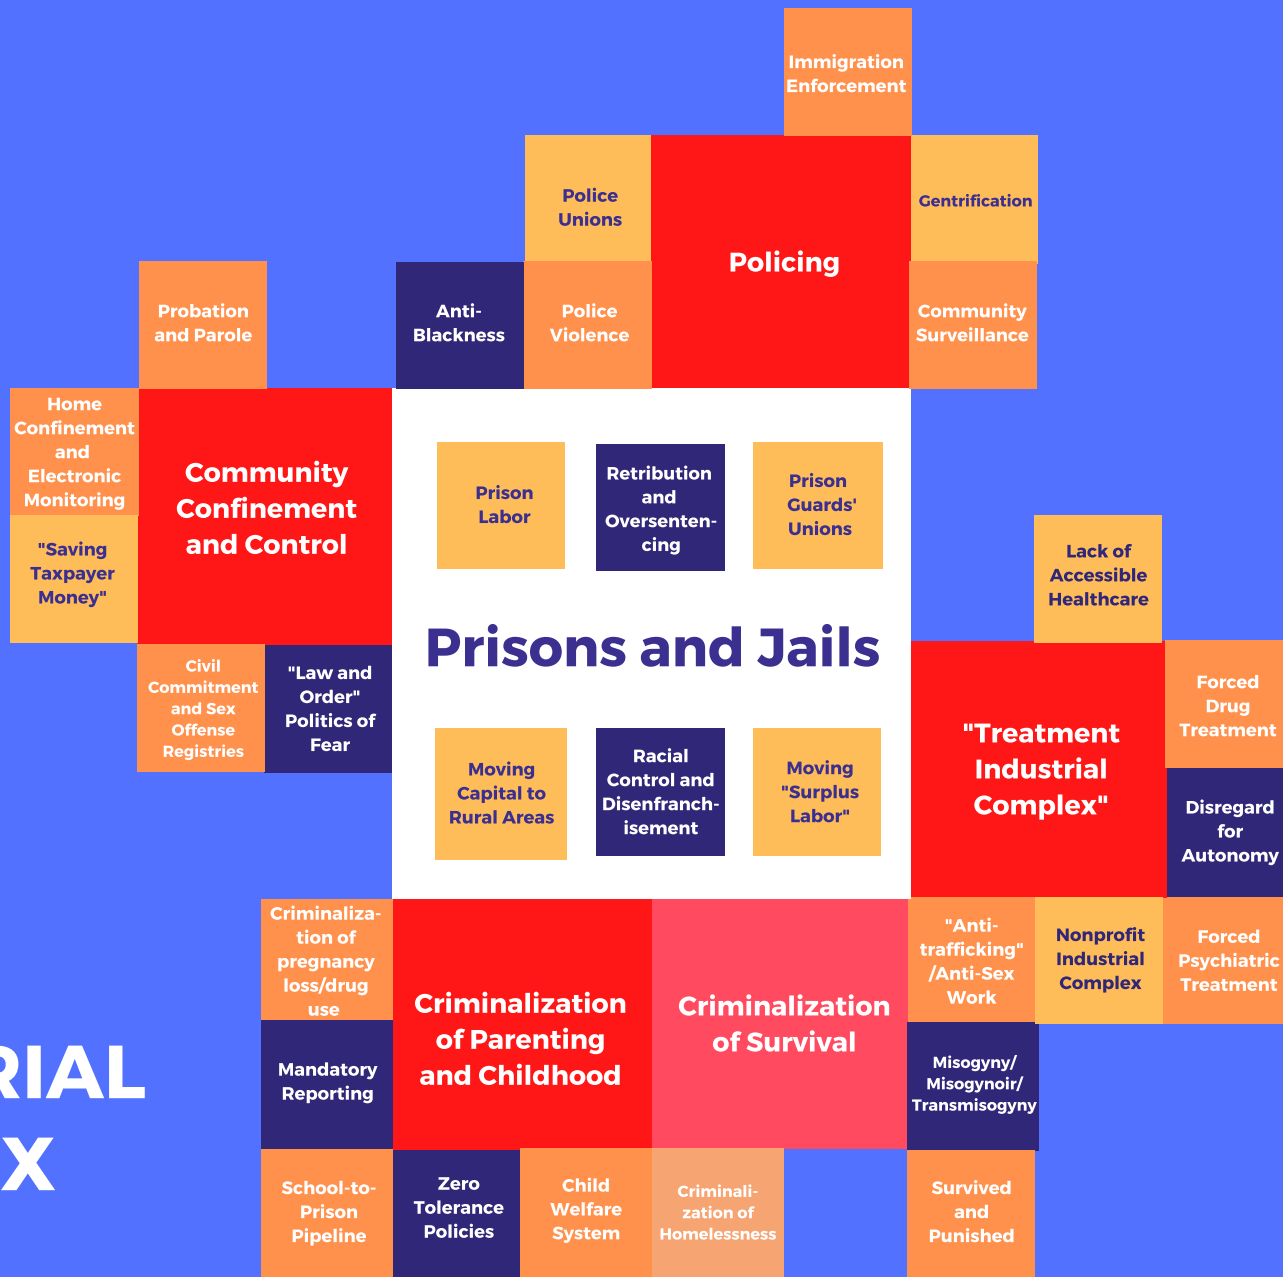 Immigration
Enforcement
Police
Unions
Policing
Gentrification
Probation
and Parole
Anti-
Blackness
Police
Violence
Community
Surveillance
Home
Confinement
and
Electronic
Monitoring
Community
Confinement
and Control
"Saving
Taxpayer
Money"
Civil
Commitment
and Sex
Offense
Registries
"Law and
Order"
Politics of
Fear
Prison
Labor
Retribution
and
Oversenten-
cing
Prison
Guards'
Unions
Prisons and Jails
Moving
Capital to
Rural Areas
Racial
Control and
Disenfranch-
isement
Moving
"Surplus
Labor"
Lack of
Accessible
Healthcare
"Treatment
Industrial
Complex"
Forced
Drug
Treatment
Disregard
for
Autonomy
Criminaliza-
tion of
pregnancy
loss/drug
use
Criminalization
of Parenting
and Childhood
Criminalization
of Survival
"Anti-
trafficking"
/Anti-Sex
Work
Nonprofit
Industrial
Complex
Forced
Psychiatric
Treatment
Mandatory
Reporting
Misogyny/
Misogynoir/
Transmisogyny
RIAL
X
School-to-
Prison
Pipeline
Zero
Tolerance
Policies
Child
Welfare
System
Criminali-
zation of
Homelessness
Survived
and
Punished